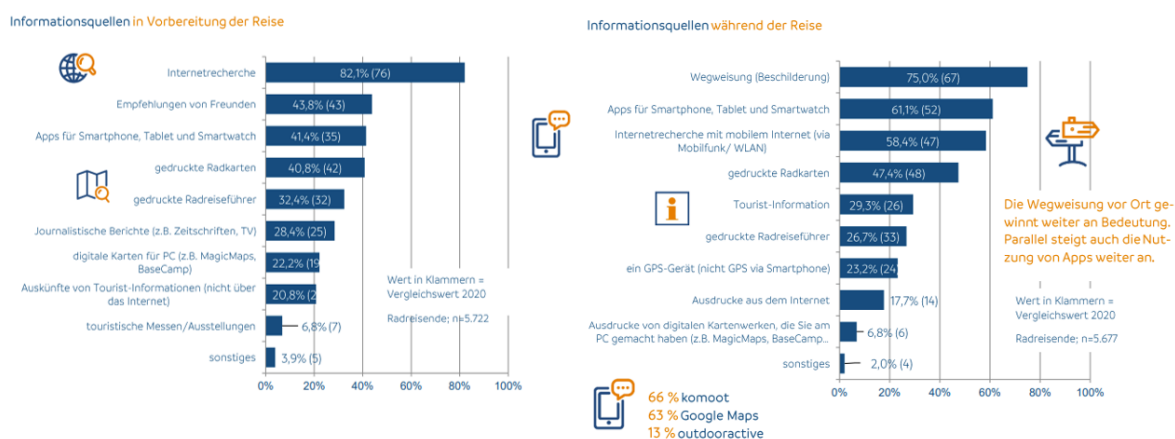 Informationsquellen in Vorbereitung der Reise
Internetrecherche
82,1% (76)
Empfehlungen von Freunden
43,8% (43)
Apps für Smartphone, Tablet und Smartwatch
41,4% (35)
gedruckte Radkarten
40,8% (42)
gedruckte Radreiseführer
32,4% (32)
Journalistische Berichte (z.B. Zeitschriften, TV)
28,4% (25)
digitale Karten für PC (z.B. MagicMaps,
BaseCamp)
22,2% (19
Auskünfte von Tourist-Informationen (nicht über
das Internet)
20,8% (2
touristische Messen/Ausstellungen
6,8% (7)
sonstiges
3,9% (5)
Wert in Klammern =
Vergleichswert 2020
Radreisende; n=5.722
0% 20% 40% 60% 80% 100%
Informationsquellen während der Reise
Wegweisung (Beschilderung)
75,0% (67)
Apps für Smartphone, Tablet und Smartwatch
61,1% (52)
Internetrecherche mit mobilem Internet (via
Mobilfunk/ WLAN)
58,4% (47)
gedruckte Radkarten
47,4% (48)
Tourist-Information
29,3% (26)
gedruckte Radreiseführer
26,7% (33)
ein GPS-Gerät (nicht GPS via Smartphone)
23,2% (24)
Ausdrucke aus dem Internet
17,7% (14)
Ausdrucke von digitalen Kartenwerken, die Sie am
PC gemacht haben (z.B. MagicMaps, BaseCamp...
6,8% (6)
sonstiges
2,0% (4)
0% 20% 40% 60% 80% 100%
Die Wegweisung vor Ort ge-
winnt weiter an Bedeutung.
Parallel steigt auch die Nut-
zung von Apps weiter an.
Wert in Klammern =
Vergleichswert 2020
Radreisende; n=5.677
66 % komoot
63 % Google Maps
13 % outdooractive